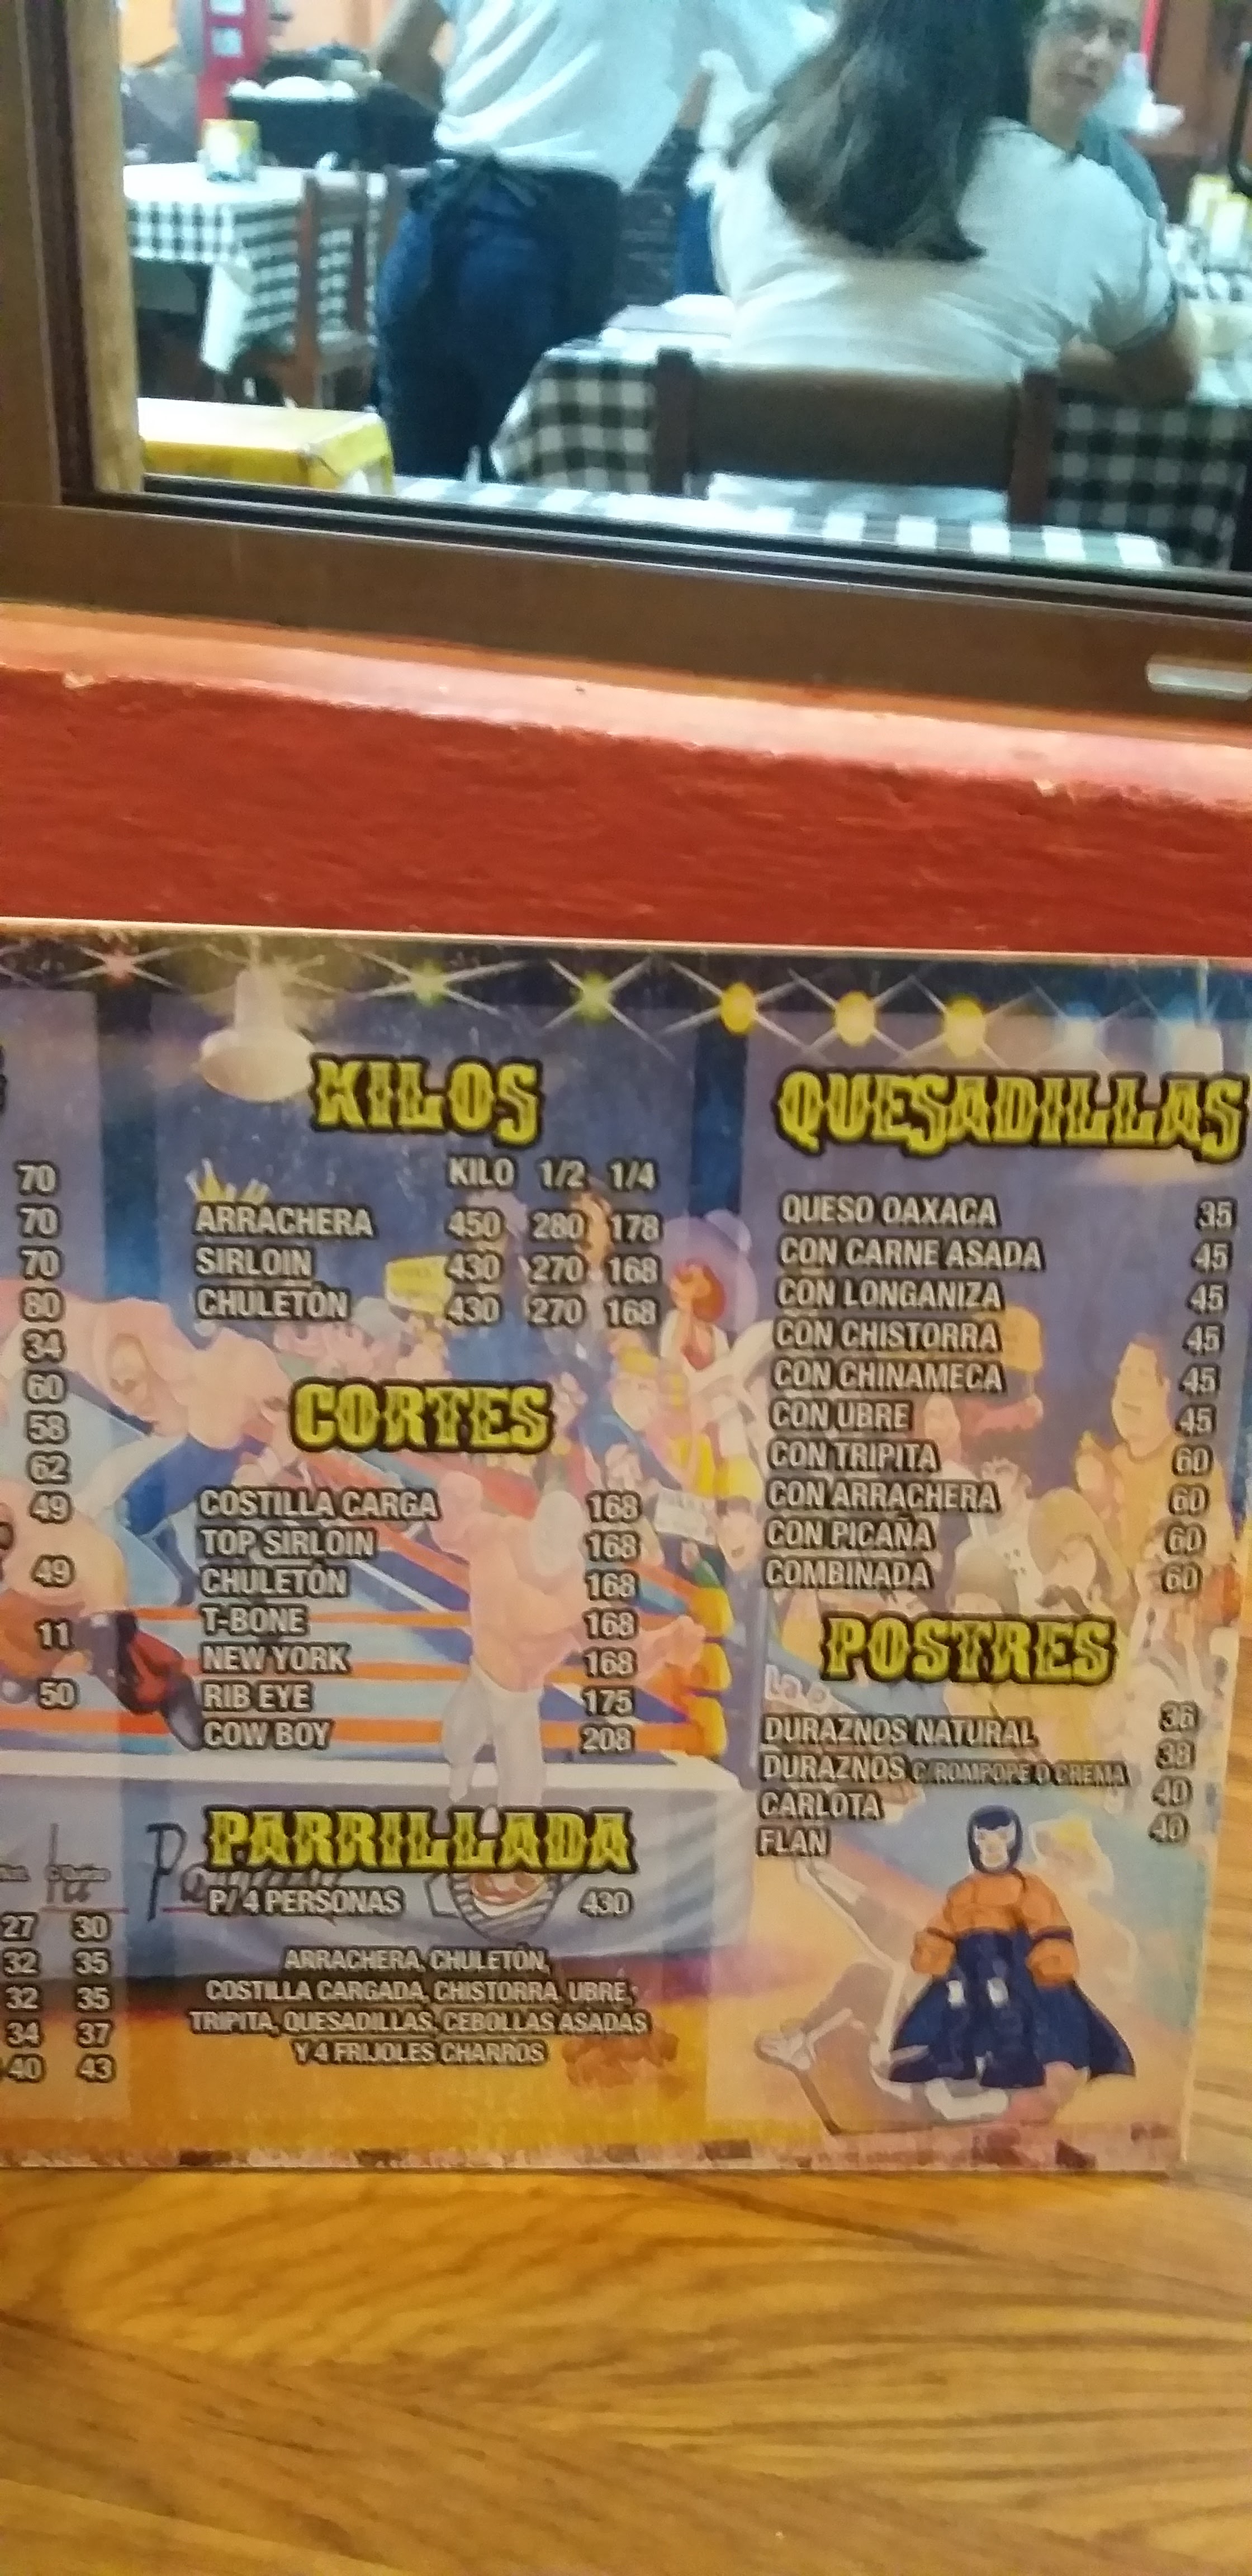 70
70
70
80
34
60
58
62
49
49
11
50
27 30
32 35
32 35
34 37
40 43
KILOS
KILO 1/2 1/4
ARRACHERA 450 280 178
SIRLOIN 430 270 168
CHULETÓN 430 270 168
CORTES
COSTILLA CARGA 168
TOP SIRLOIN 168
CHULETÓN 168
T-BONE 168
NEW YORK 168
RIB EYE 175
COW BOY 208
PARRILLADA
P/ 4 PERSONAS 430
ARRACHERA, CHULETÓN,
COSTILLA CARGADA, CHISTORRA, UBRE,
TRIPITA, QUESADILLAS, CEBOLLAS ASADAS
Y 4 FRIJOLES CHARROS
QUESADILLAS
QUESO OAXACA 35
CON CARNE ASADA 45
CON LONGANIZA 45
CON CHISTORRA 45
CON CHINAMECA 45
CON UBRE 45
CON TRIPITA 60
CON ARRACHERA 60
CON PICAÑA 60
COMBINADA 60
POSTRES
DURAZNOS NATURAL 36
DURAZNOS C/ROMPOPE O CREMA 38
CARLOTA 40
FLAN 40